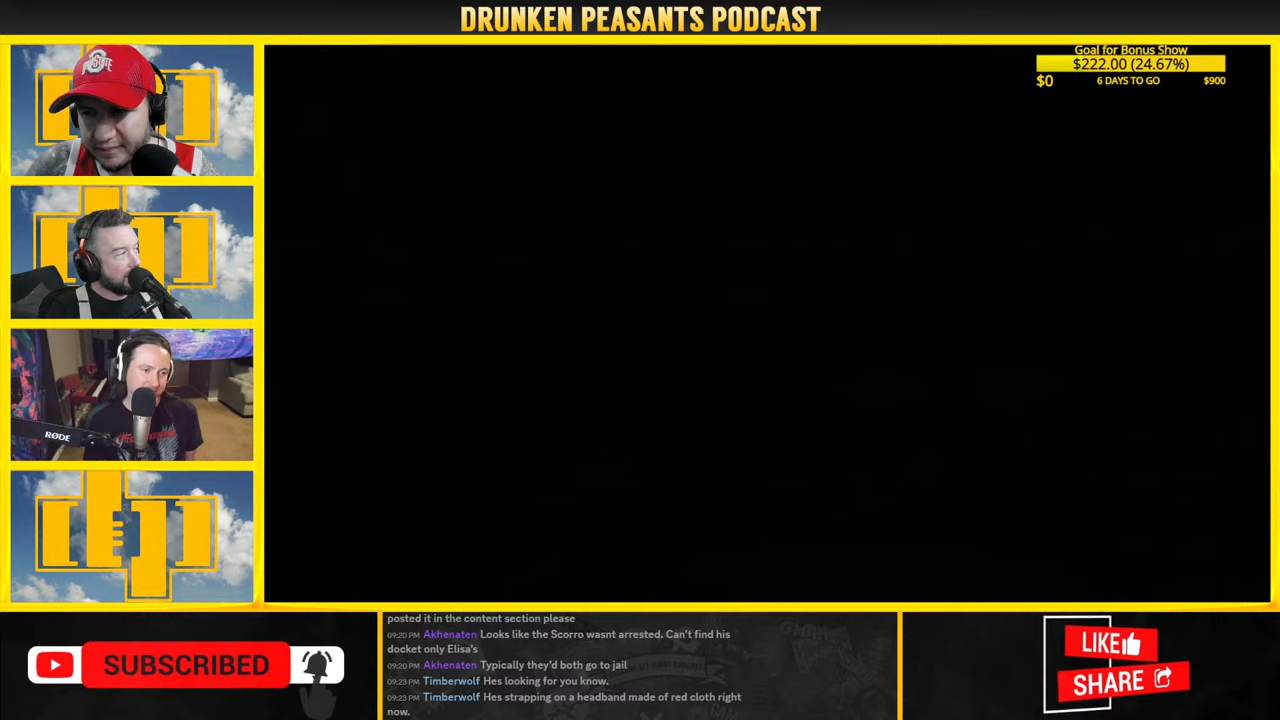 DRUNKEN PEASANTS PODCAST
Goal for Bonus Show
$222.00 (24.67%)
$0 6 DAYS TO GO $900
STATE
RØDE
posted it in the content section please
09:20 PM Akhenaten Looks like the Scorro wasnt arrested. Can't find his
docket only Elisa's
09:20 PM Akhenaten Typically they'd both go to jail
09:23 PM Timberwolf Hes looking for you know.
09:23 PM Timberwolf Hes strapping on a headband made of red cloth right
now.
SUBSCRIBED
LIKE
SHARE